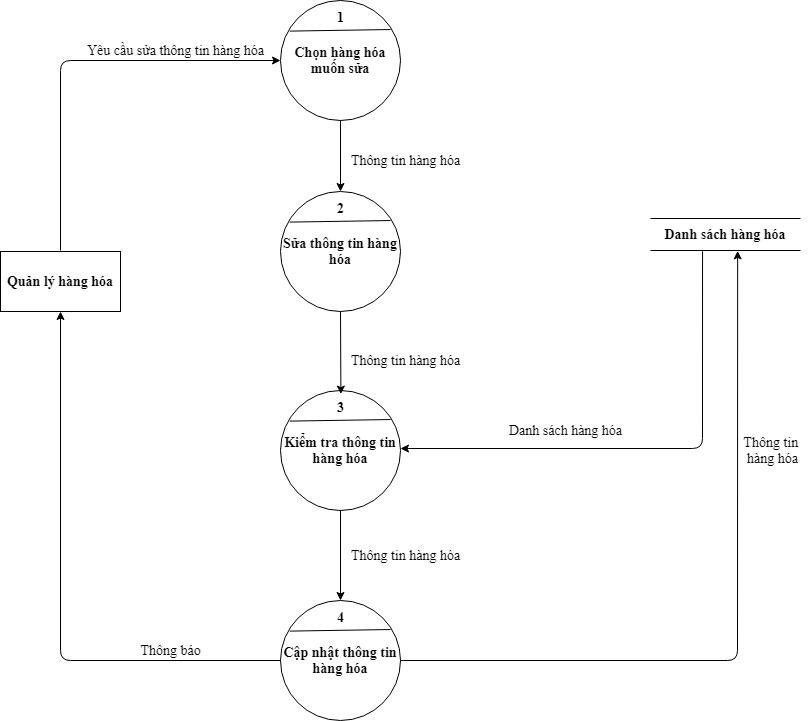 1
Chọn hàng hóa
muốn sửa
Yêu cầu sửa thông tin hàng hóa
Thông tin hàng hóa
2
Sửa thông tin hàng
hóa
Danh sách hàng hóa
Quản lý hàng hóa
Thông tin hàng hóa
3
Kiểm tra thông tin
hàng hóa
Danh sách hàng hóa
Thông tin
hàng hóa
Thông tin hàng hóa
4
Cập nhật thông tin
hàng hóa
Thông báo